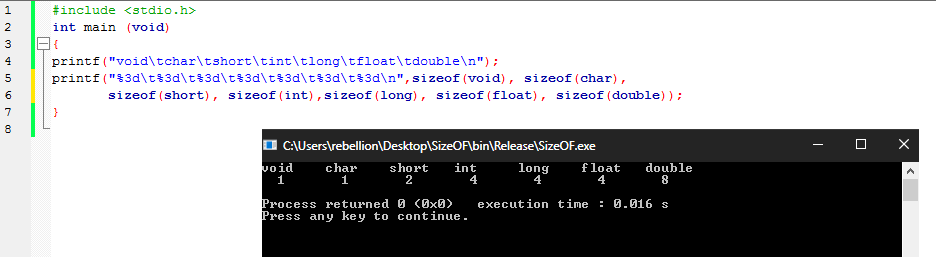 1 #include <stdio.h>
2 int main (void)
3 {
4 printf("void\tchar\tshort\tint\tlong\tfloat\tdouble\n");
5 printf("%3d\t%3d\t%3d\t%3d\t%3d\t%3d\t%3d\n",sizeof(void), sizeof(char),
6 sizeof(short), sizeof(int),sizeof(long), sizeof(float), sizeof(double));
7 }
8
C:\Users\rebellion\Desktop\SizeOF\bin\Release\SizeOF.exe
void char short int long float double
1 1 2 4 4 4 8
Process returned 0 (0x0) execution time : 0.016 s
Press any key to continue.